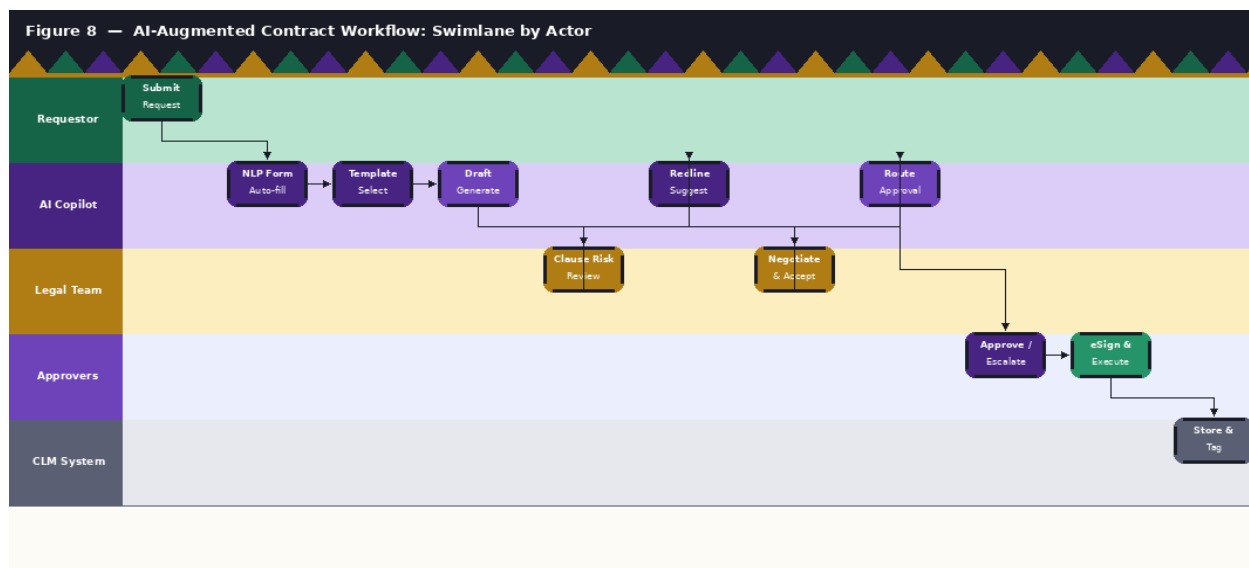 Figure 8 — AI-Augmented Contract Workflow: Swimlane by Actor
Requestor
Submit
Request
AI Copilot
NLP Form
Auto-fill
Template
Select
Draft
Generate
Redline
Suggest
Route
Approval
Legal Team
Clause Risk
Review
Negotiate
& Accept
Approvers
Approve /
Escalate
eSign &
Execute
CLM System
Store &
Tag